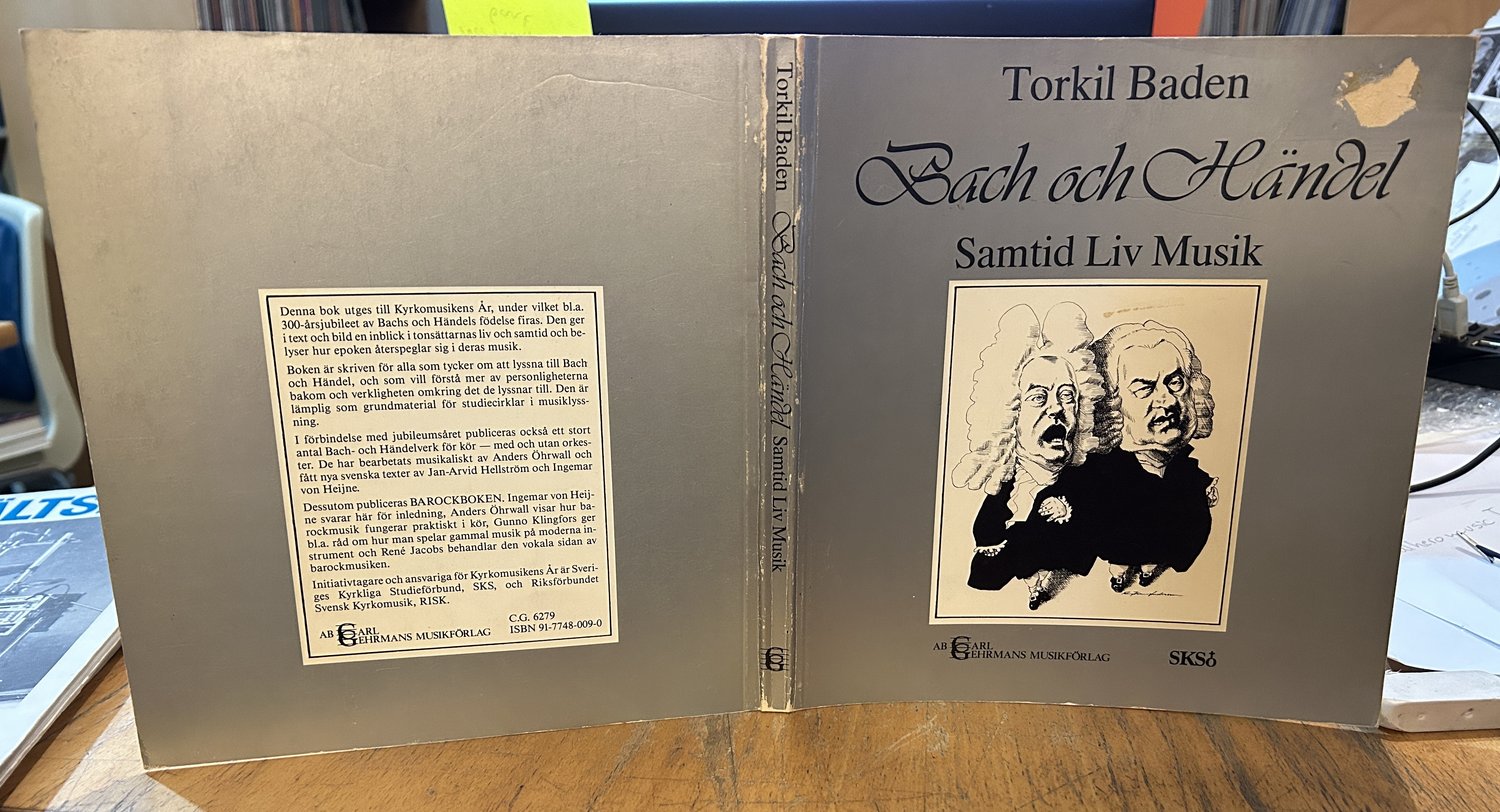 Denna bok utges till Kyrkomusikens År, under vilket bl.a.
300-årsjubileet av Bachs och Händels födelse firas. Den ger
i text och bild en inblick i tonsättarnas liv och samtid och be-
lyser hur epoken återspeglar sig i deras musik.
Boken är skriven för alla som tycker om att lyssna till Bach
och Händel, och som vill förstå mer av personligheterna
bakom och verkligheten omkring det de lyssnar till. Den är
lämplig som grundmaterial för studiecirklar i musiklyss-
ning.
I förbindelse med jubileumsåret publiceras också ett stort
antal Bach- och Händelverk för kör — med och utan orkes-
ter. De har bearbetats musikaliskt av Anders Öhrwall och
fått nya svenska texter av Jan-Arvid Hellström och Ingemar
von Heijne.
Dessutom publiceras BAROCKBOKEN. Ingemar von Heij-
ne svarar här för inledning, Anders Öhrwall visar hur ba-
rockmusik fungerar praktiskt i kör, Gunno Klingfors ger
bl.a. råd om hur man spelar gammal musik på moderna in-
strument och René Jacobs behandlar den vokala sidan av
barockmusiken.
Initiativtagare och ansvariga för Kyrkomusikens År är Sveri-
ges Kyrkliga Studieförbund, SKS, och Riksförbundet
Svensk Kyrkomusik, RISK.
AB CARL
GEHRMANS MUSIKFÖRLAG
C.G. 6279
ISBN 91-7748-009-0
Torkil Baden Bach och Händel Samtid Liv Musik
CG
Torkil Baden
Bach och Händel
Samtid Liv Musik
AB CARL
GEHRMANS MUSIKFÖRLAG
SKS
ÄLTS